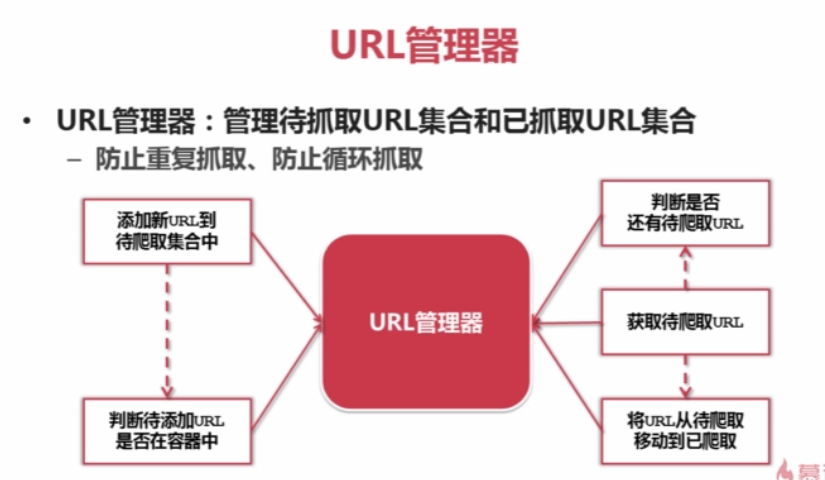 URL管理器
• URL管理器：管理待抓取URL集合和已抓取URL集合
– 防止重复抓取、防止循环抓取
添加新URL到
待爬取集合中
判断待添加URL
是否在容器中
URL管理器
判断是否
还有待爬取URL
获取待爬取URL
将URL从待爬取
移动到已爬取